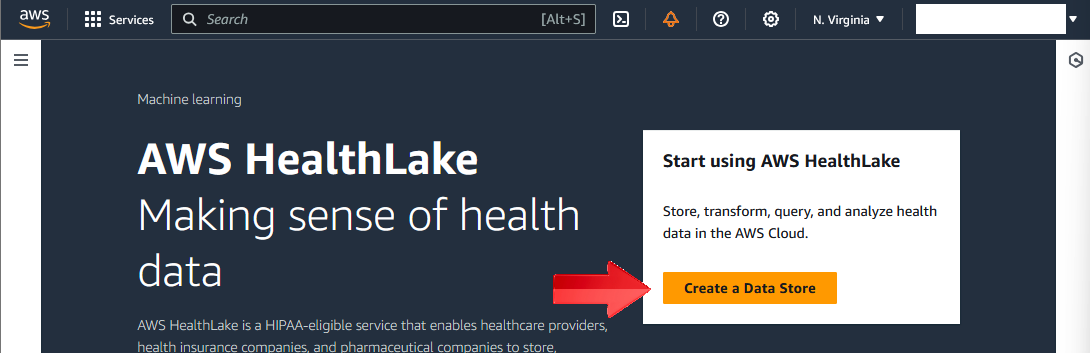 aws
Services
Search
[Alt+S]
N. Virginia
Machine learning
AWS HealthLake
Making sense of health
data
AWS HealthLake is a HIPAA-eligible service that enables healthcare providers,
health insurance companies, and pharmaceutical companies to store,
Start using AWS HealthLake
Store, transform, query, and analyze health
data in the AWS Cloud.
Create a Data Store